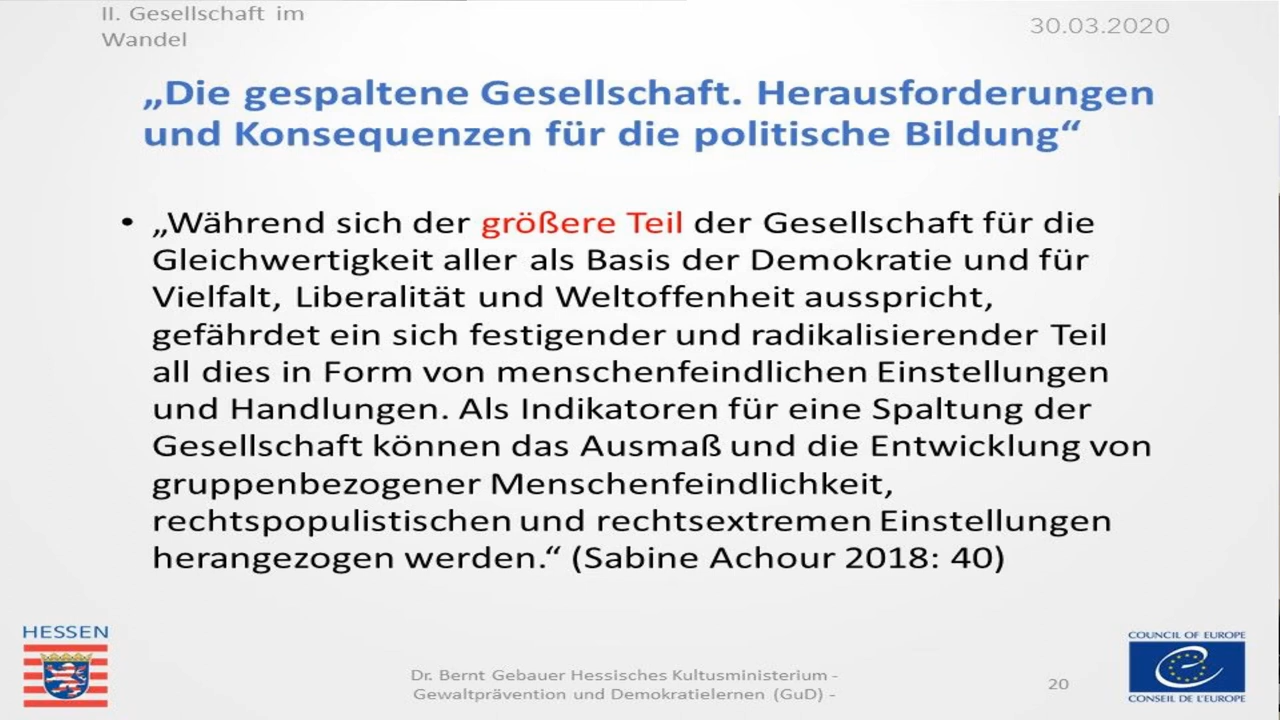 II. Gesellschaft im
Wandel
30.03.2020
„Die gespaltene Gesellschaft. Herausforderungen
und Konsequenzen für die politische Bildung“
• „Während sich der größere Teil der Gesellschaft für die
Gleichwertigkeit aller als Basis der Demokratie und für
Vielfalt, Liberalität und Weltoffenheit ausspricht,
gefährdet ein sich festigender und radikalisierender Teil
all dies in Form von menschenfeindlichen Einstellungen
und Handlungen. Als Indikatoren für eine Spaltung der
Gesellschaft können das Ausmaß und die Entwicklung von
gruppenbezogener Menschenfeindlichkeit,
rechtspopulistischen und rechtsextremen Einstellungen
herangezogen werden.“ (Sabine Achour 2018: 40)
HESSEN
Dr. Bernt Gebauer Hessisches Kultusministerium -
Gewaltprävention und Demokratielernen (GuD) -
20
COUNCIL OF EUROPE
CONSEIL DE L'EUROPE